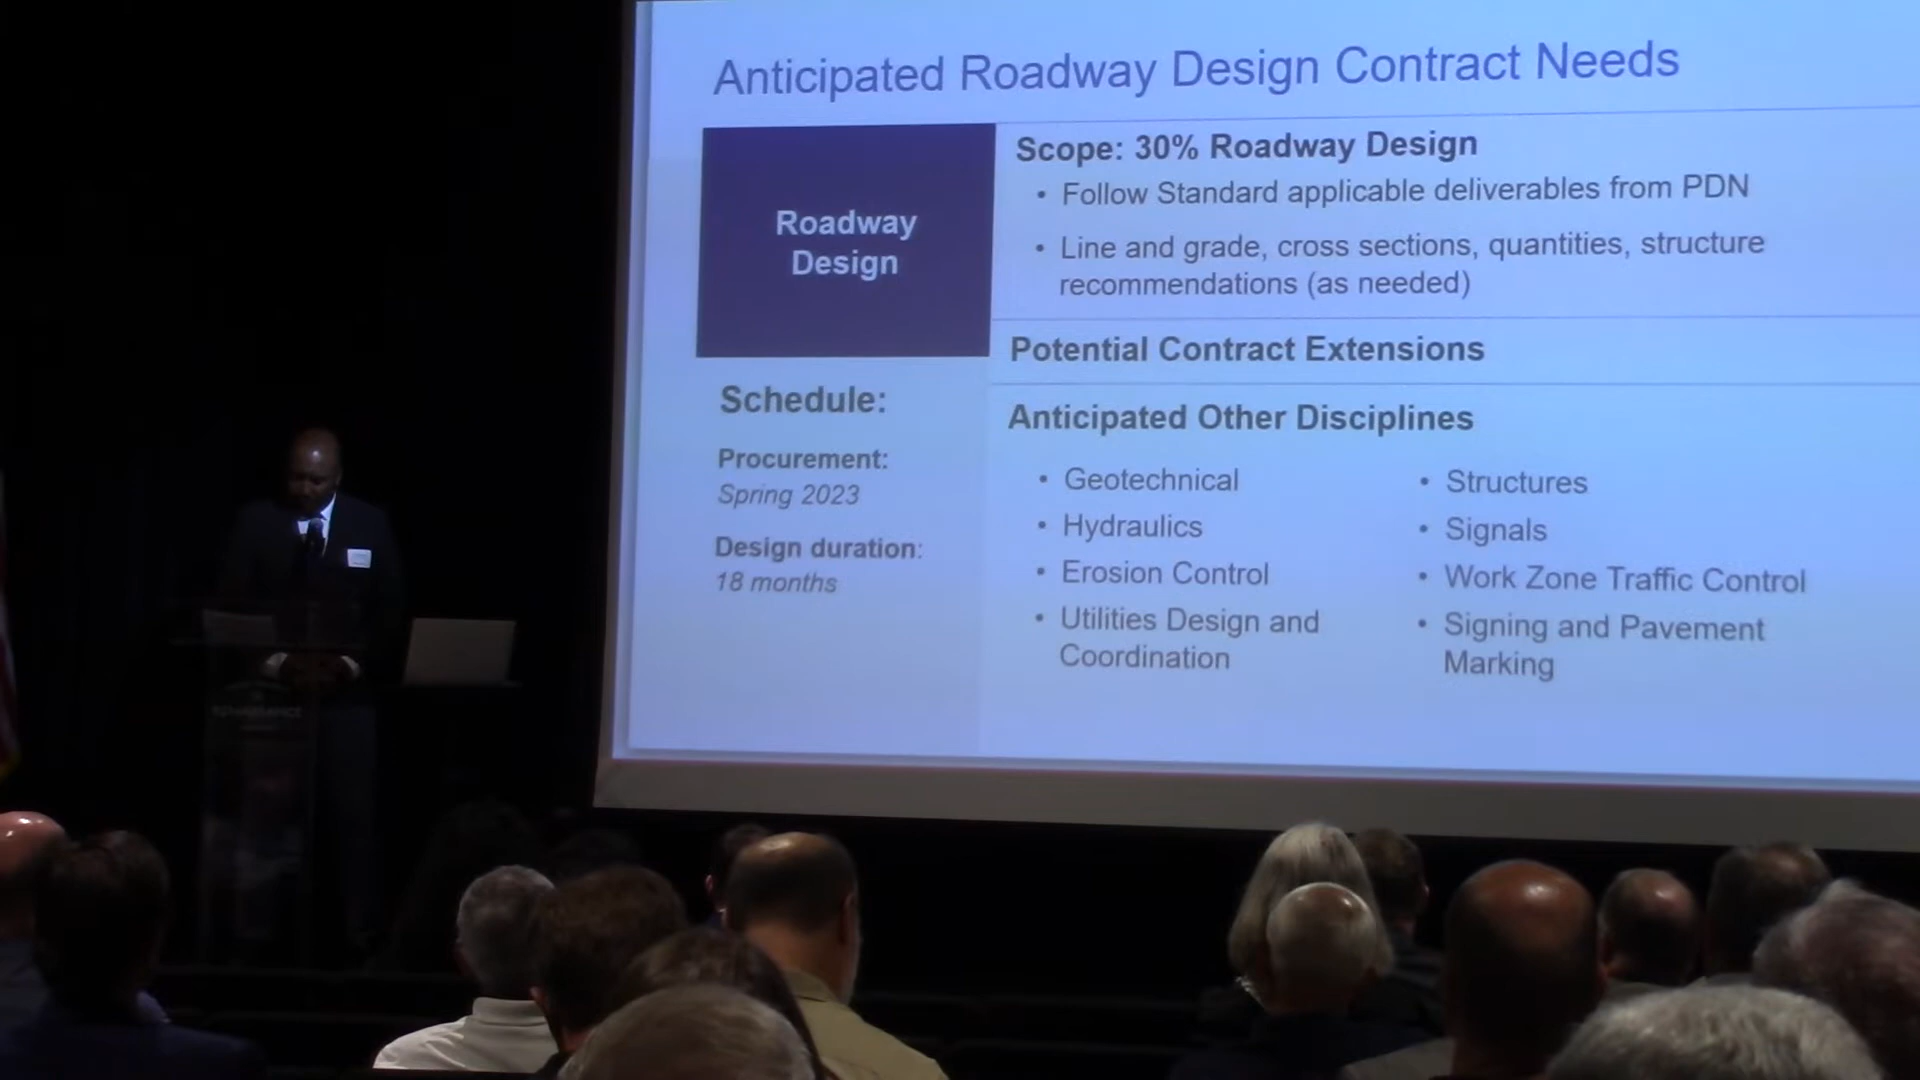 Anticipated Roadway Design Contract Needs
Roadway
Design
Scope: 30% Roadway Design
• Follow Standard applicable deliverables from PDN
• Line and grade, cross sections, quantities, structure
recommendations (as needed)
Potential Contract Extensions
Schedule:
Procurement:
Spring 2023
Design duration:
18 months
Anticipated Other Disciplines
• Geotechnical
• Hydraulics
• Erosion Control
• Utilities Design and
Coordination
• Structures
• Signals
• Work Zone Traffic Control
• Signing and Pavement
Marking